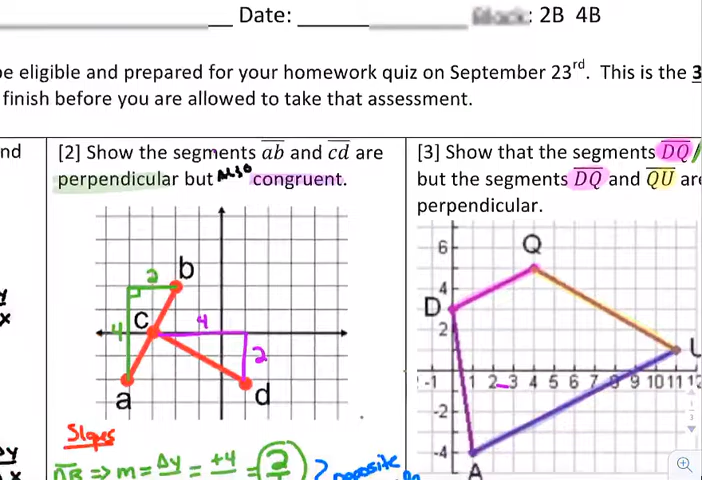 Date: : 2B 4B
be eligible and prepared for your homework quiz on September 23rd. This is the 3
finish before you are allowed to take that assessment.
nd
[2] Show the segments ab and cd are
perpendicular but also congruent.
[3] Show that the segments DQ /
but the segments DQ and QU are
perpendicular.
2
b
4
c
4
2
a
d
6
4
2
-2
-4
Q
D
U
A
-1 1 2 3 4 5 6 7 8 9 10 11 12
y
x
Slopes
Δy
x
AB ⇒ m = Δy = +4 = 2
opposite